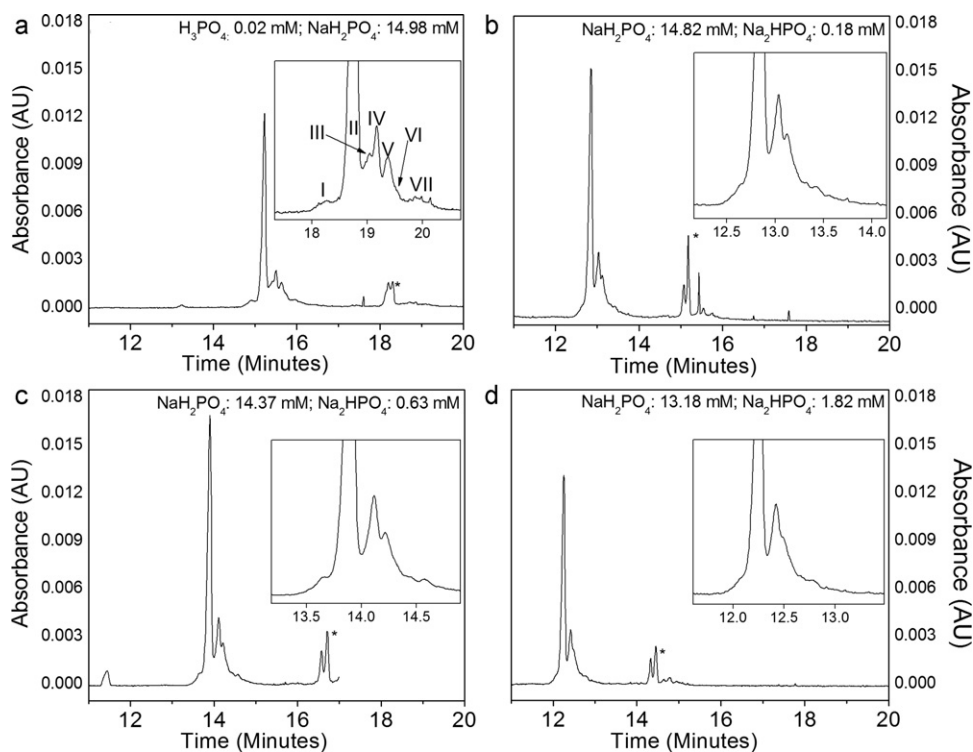 a
H₃PO₄: 0.02 mM; NaH₂PO₄: 14.98 mM
Absorbance (AU)
0.018
0.015
0.012
0.009
0.006
0.003
0.000
I
II
III
IV
V
VI
VII
18 19 20
12 14 16 18 20
Time (Minutes)
b
NaH₂PO₄: 14.82 mM; Na₂HPO₄: 0.18 mM
Absorbance (AU)
0.018
0.015
0.012
0.009
0.006
0.003
0.000
12.5 13.0 13.5 14.0
*
12 14 16 18 20
Time (Minutes)
c
NaH₂PO₄: 14.37 mM; Na₂HPO₄: 0.63 mM
Absorbance (AU)
0.018
0.015
0.012
0.009
0.006
0.003
0.000
13.5 14.0 14.5
*
12 14 16 18 20
Time (Minutes)
d
NaH₂PO₄: 13.18 mM; Na₂HPO₄: 1.82 mM
Absorbance (AU)
0.018
0.015
0.012
0.009
0.006
0.003
0.000
12.0 12.5 13.0
*
12 14 16 18 20
Time (Minutes)